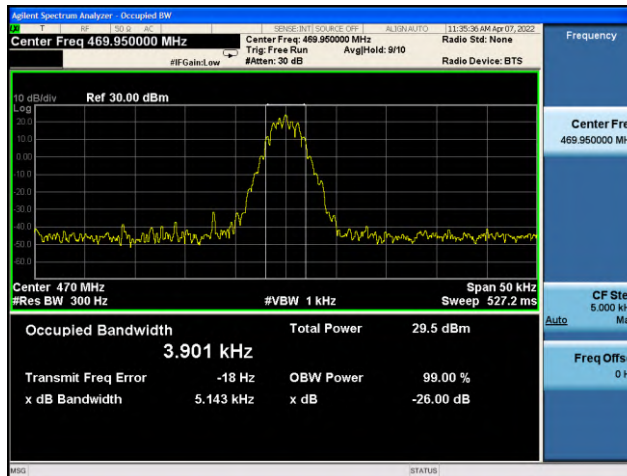 Agilent Spectrum Analyzer - Occupied BW
T RF 50 Ω AC SENSE:INT SOURCE OFF ALIGNAUTO 11:35:36 AM Apr 07, 2022
Center Freq 469.950000 MHz Center Freq: 469.950000 MHz Radio Std: None
Trig: Free Run Avg|Hold: 9/10
#IFGain:Low #Atten: 30 dB Radio Device: BTS
Frequency
10 dB/div Ref 30.00 dBm
Log
20.0
10.0
0.00
-10.0
-20.0
-30.0
-40.0
-50.0
-60.0
Center 470 MHz Span 50 kHz
#Res BW 300 Hz #VBW 1 kHz Sweep 527.2 ms
Occupied Bandwidth Total Power 29.5 dBm
3.901 kHz
Transmit Freq Error -18 Hz OBW Power 99.00 %
x dB Bandwidth 5.143 kHz x dB -26.00 dB
Center Fre
469.950000 MH
CF Ste
5.000 kH
Auto Ma
Freq Offs
0 H
MSG STATUS